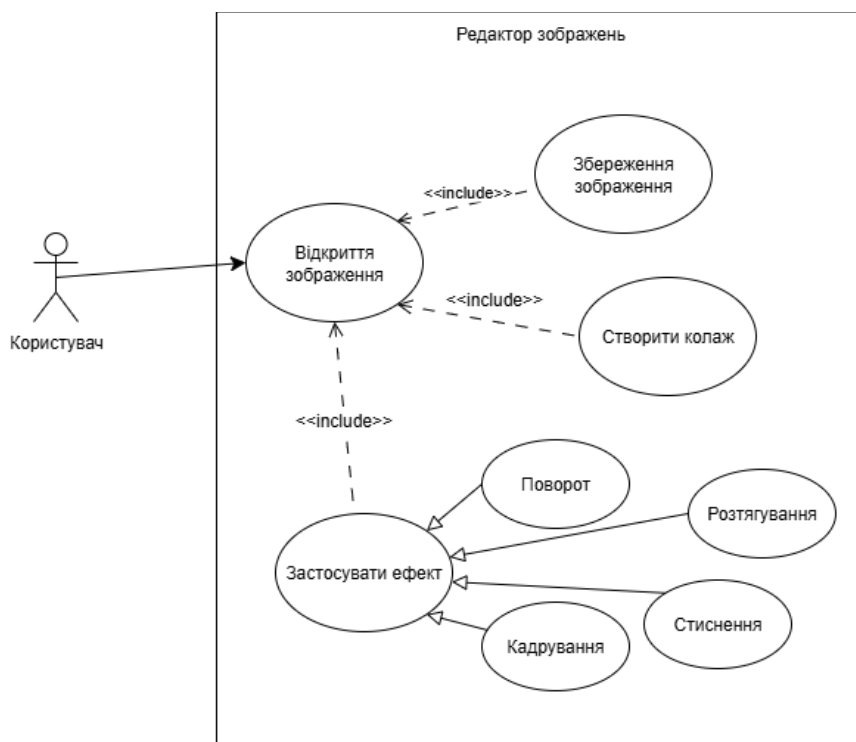 Редактор зображень
Збереження
зображення
<<include>>
Відкриття
зображення
<<include>>
Створити колаж
Користувач
<<include>>
Поворот
Розтягування
Застосувати ефект
Стиснення
Кадрування